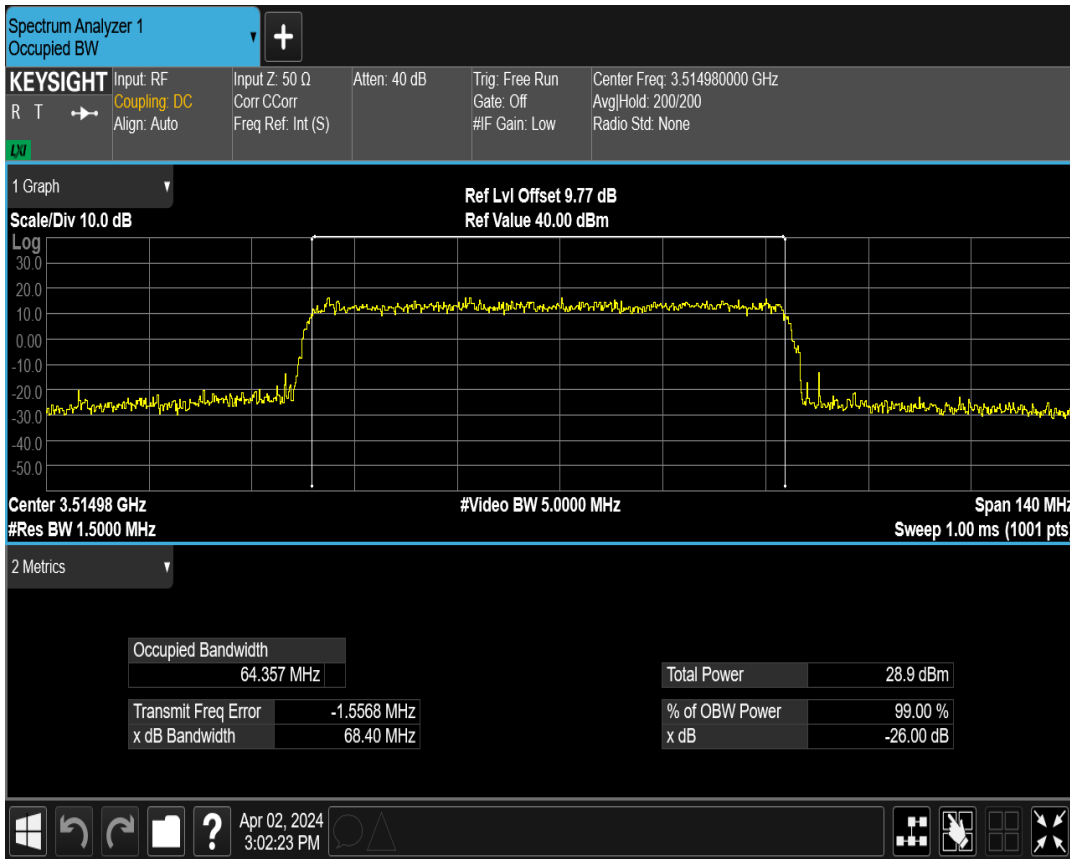 Spectrum Analyzer 1
Occupied BW
KEYSIGHT
R T
LXI
Input: RF
Coupling: DC
Align: Auto
Input Z: 50 Ω
Corr CCorr
Freq Ref: Int (S)
Atten: 40 dB
Trig: Free Run
Gate: Off
#IF Gain: Low
Center Freq: 3.514980000 GHz
Avg|Hold: 200/200
Radio Std: None
1 Graph
Ref Lvl Offset 9.77 dB
Scale/Div 10.0 dB
Ref Value 40.00 dBm
Log
30.0
20.0
10.0
0.00
-10.0
-20.0
-30.0
-40.0
-50.0
Center 3.51498 GHz
#Video BW 5.0000 MHz
Span 140 MHz
#Res BW 1.5000 MHz
Sweep 1.00 ms (1001 pts)
2 Metrics
Occupied Bandwidth
64.357 MHz
Total Power 28.9 dBm
Transmit Freq Error -1.5568 MHz
% of OBW Power 99.00 %
x dB Bandwidth 68.40 MHz
x dB -26.00 dB
?
Apr 02, 2024
3:02:23 PM